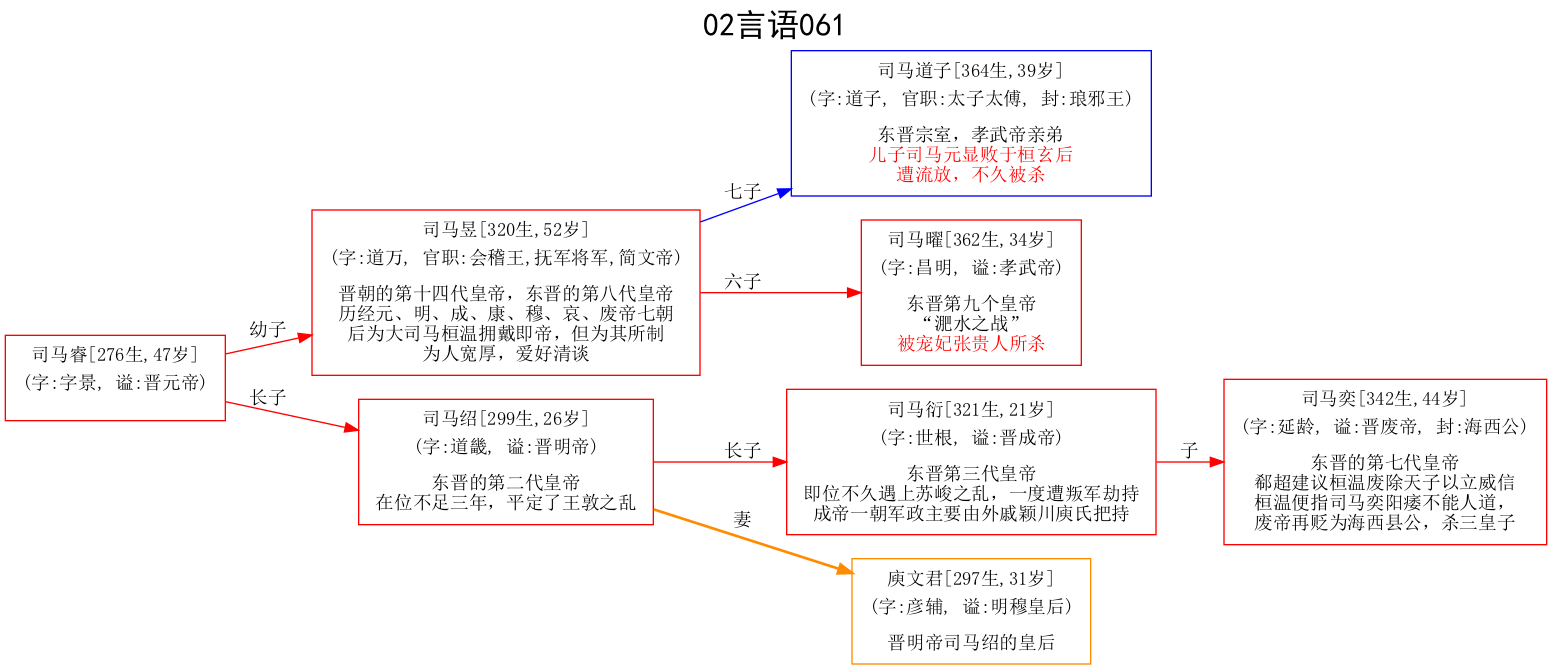 02言语061
司马道子[364生,39岁]
(字:道子, 官职:太子太傅, 封:琅邪王)
东晋宗室，孝武帝亲弟
儿子司马元显败于桓玄后
遭流放，不久被杀
七子
司马昱[320生,52岁]
(字:道万, 官职:会稽王,抚军将军,简文帝)
晋朝的第十四代皇帝，东晋的第八代皇帝
历经元、明、成、康、穆、哀、废帝七朝
后为大司马桓温拥戴即帝，但为其所制
为人宽厚，爱好清谈
六子
司马曜[362生,34岁]
(字:昌明, 谥:孝武帝)
东晋第九个皇帝
“淝水之战”
被宠妃张贵人所杀
幼子
司马睿[276生,47岁]
(字:字景, 谥:晋元帝)
长子
司马绍[299生,26岁]
(字:道畿, 谥:晋明帝)
东晋的第二代皇帝
在位不足三年，平定了王敦之乱
长子
司马衍[321生,21岁]
(字:世根, 谥:晋成帝)
东晋第三代皇帝
即位不久遇上苏峻之乱，一度遭叛军劫持
成帝一朝军政主要由外戚颍川庾氏把持
子
司马奕[342生,44岁]
(字:延龄, 谥:晋废帝, 封:海西公)
东晋的第七代皇帝
郗超建议桓温废除天子以立威信
桓温便指司马奕阳痿不能人道，
废帝再贬为海西县公，杀三皇子
妻
庾文君[297生,31岁]
(字:彦辅, 谥:明穆皇后)
晋明帝司马绍的皇后